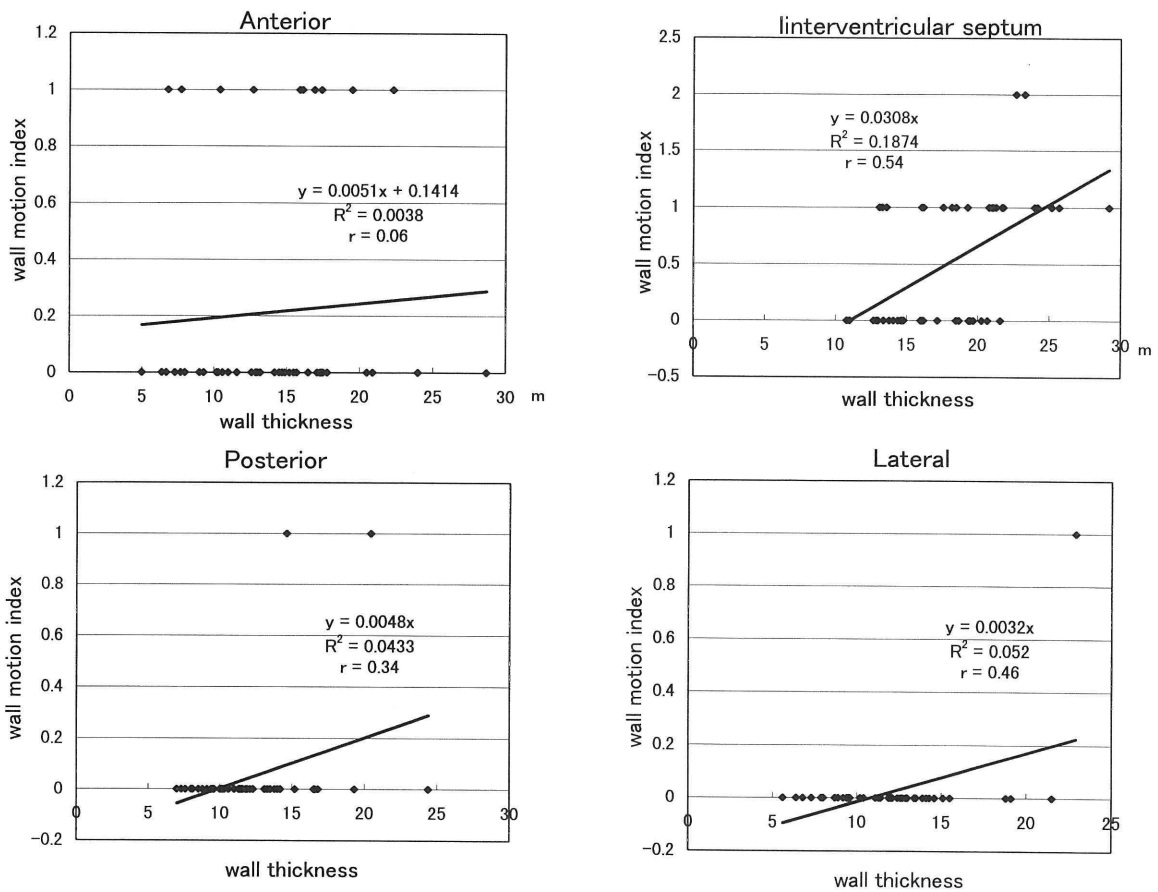 Anterior
1.2
1
0.8
0.6
0.4
0.2
0
wall motion index
y = 0.0051x + 0.1414
R² = 0.0038
r = 0.06
0 5 10 15 20 25 30 m
wall thickness
Iinterventricular septum
2.5
2
1.5
1
0.5
0
-0.5
wall motion index
y = 0.0308x
R² = 0.1874
r = 0.54
0 5 10 15 20 25 30 m
wall thickness
Posterior
1.2
1
0.8
0.6
0.4
0.2
0
-0.2
wall motion index
y = 0.0048x
R² = 0.0433
r = 0.34
0 5 10 15 20 25 30
wall thickness
Lateral
1.2
1
0.8
0.6
0.4
0.2
0
-0.2
wall motion index
y = 0.0032x
R² = 0.052
r = 0.46
0 5 10 15 20 25
wall thickness